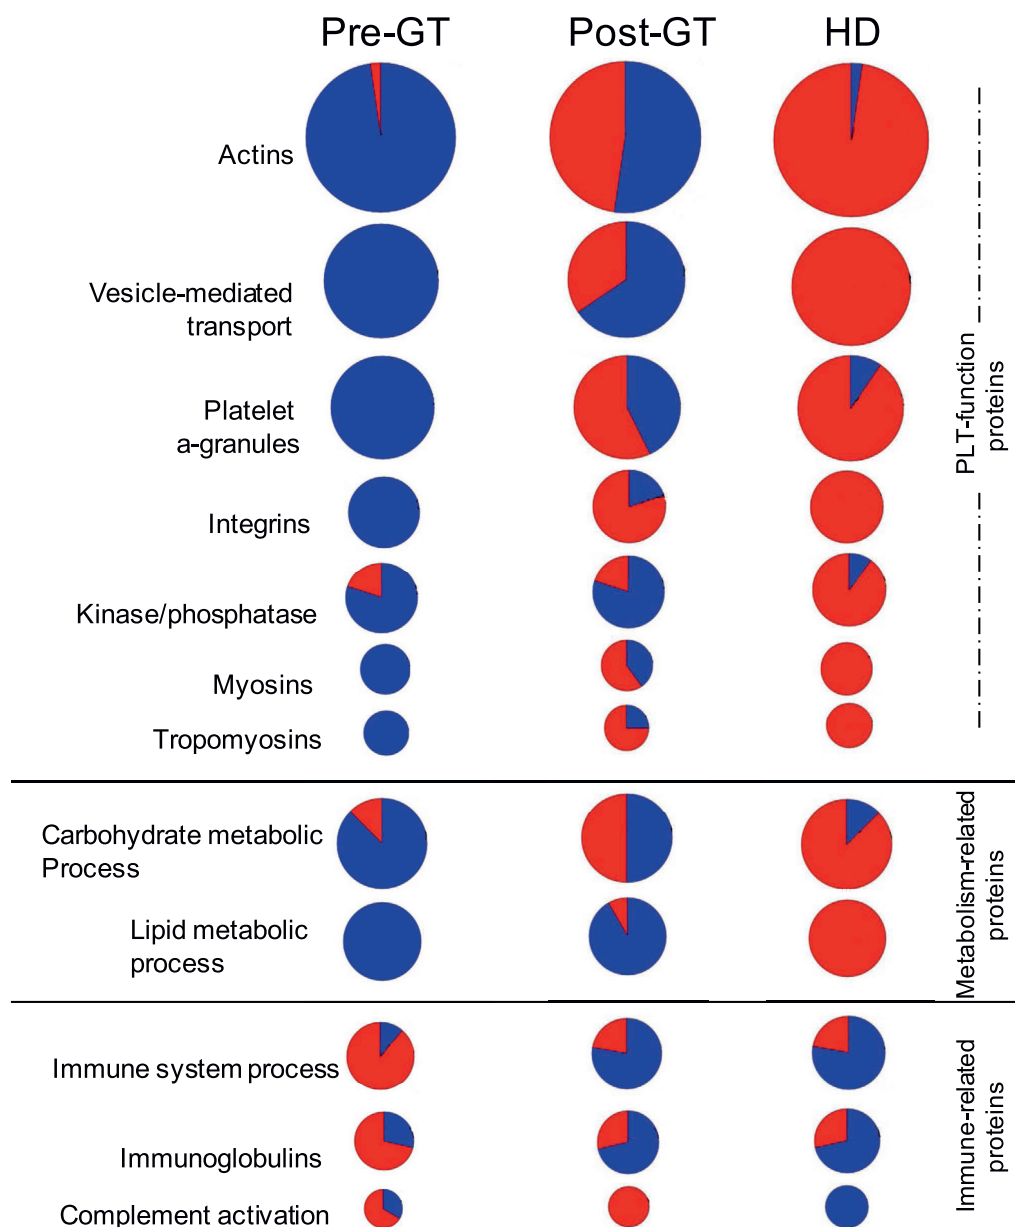 Pre-GT Post-GT HD
Actins
Vesicle-mediated
transport
Platelet
a-granules
Integrins
Kinase/phosphatase
Myosins
Tropomyosins
PLT-function
proteins
Carbohydrate metabolic
Process
Lipid metabolic
process
Metabolism-related
proteins
Immune system process
Immunoglobulins
Complement activation
Immune-related
proteins